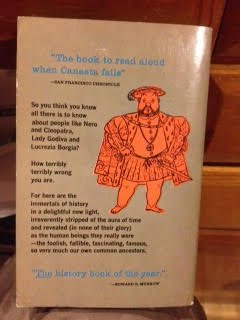 "The book to read aloud
when Canasta fails"
—SAN FRANCISCO CHRONICLE
So you think you know
all there is to know
about people like Nero
and Cleopatra,
Lady Godiva and
Lucrezia Borgia?
How terribly
terribly wrong
you are.
For here are the
immortals of history
in a delightful new light,
irreverently stripped of the aura of time
and revealed (in none of their glory)
as the human beings they really were
—the foolish, fallible, fascinating, famous,
so very much our own common ancestors.
"The history book of the year."
—EDWARD R. MURROW